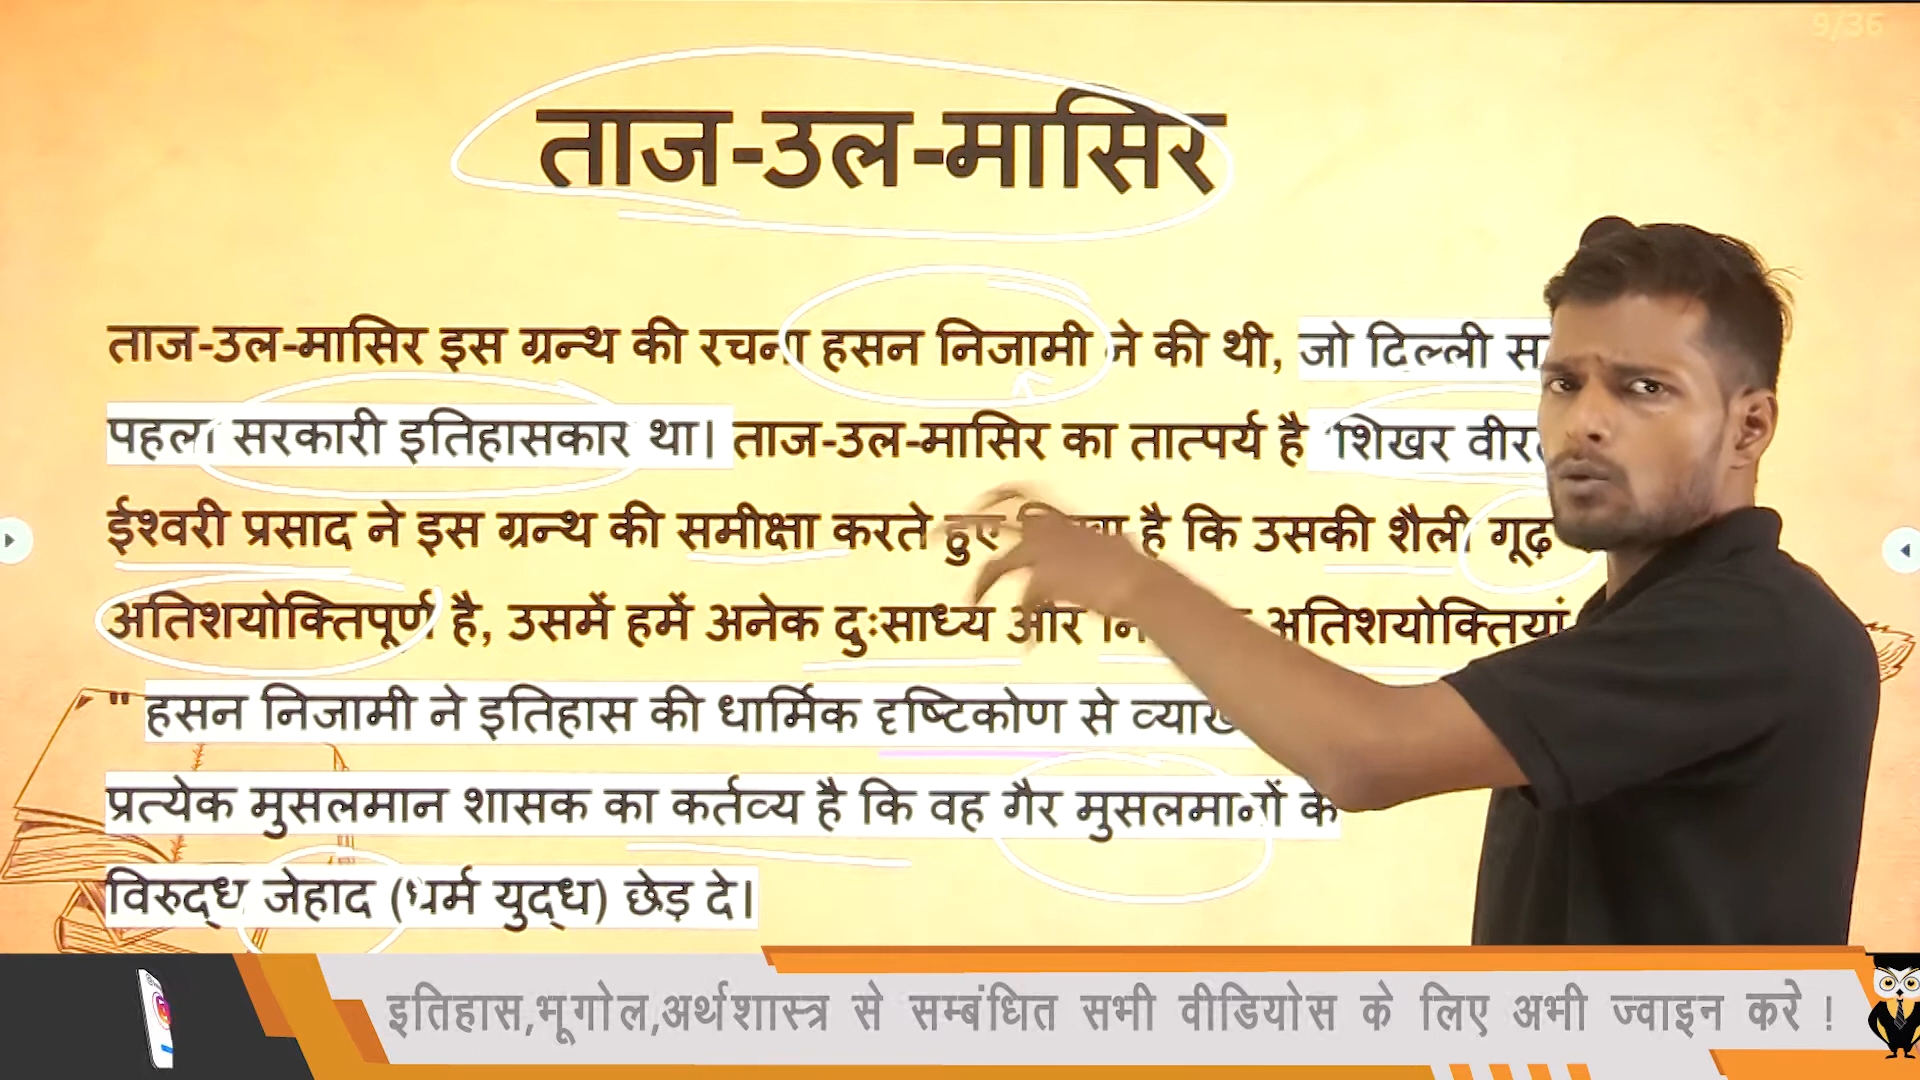 9/36
ताज-उल-मासिर
ताज-उल-मासिर इस ग्रन्थ की रचना हसन निजामी ने की थी, जो दिल्ली
पहला सरकारी इतिहासकार था। ताज-उल-मासिर का तात्पर्य है 'शिखर
ईश्वरी प्रसाद ने इस ग्रन्थ की समीक्षा करते हुए है कि उसकी शैली गूढ़
अतिशयोक्तिपूर्ण है, उसमें हमें अनेक दुःसाध्य और अतिशयोक्तियां
" हसन निजामी ने इतिहास की धार्मिक दृष्टिकोण से
प्रत्येक मुसलमान शासक का कर्तव्य है कि वह गैर मुसलमानों के
विरुद्ध जेहाद (धर्म युद्ध) छेड़ दे।
इतिहास,भूगोल,अर्थशास्त्र से सम्बंधित सभी वीडियोस के लिए अभी ज्वाइन करे !